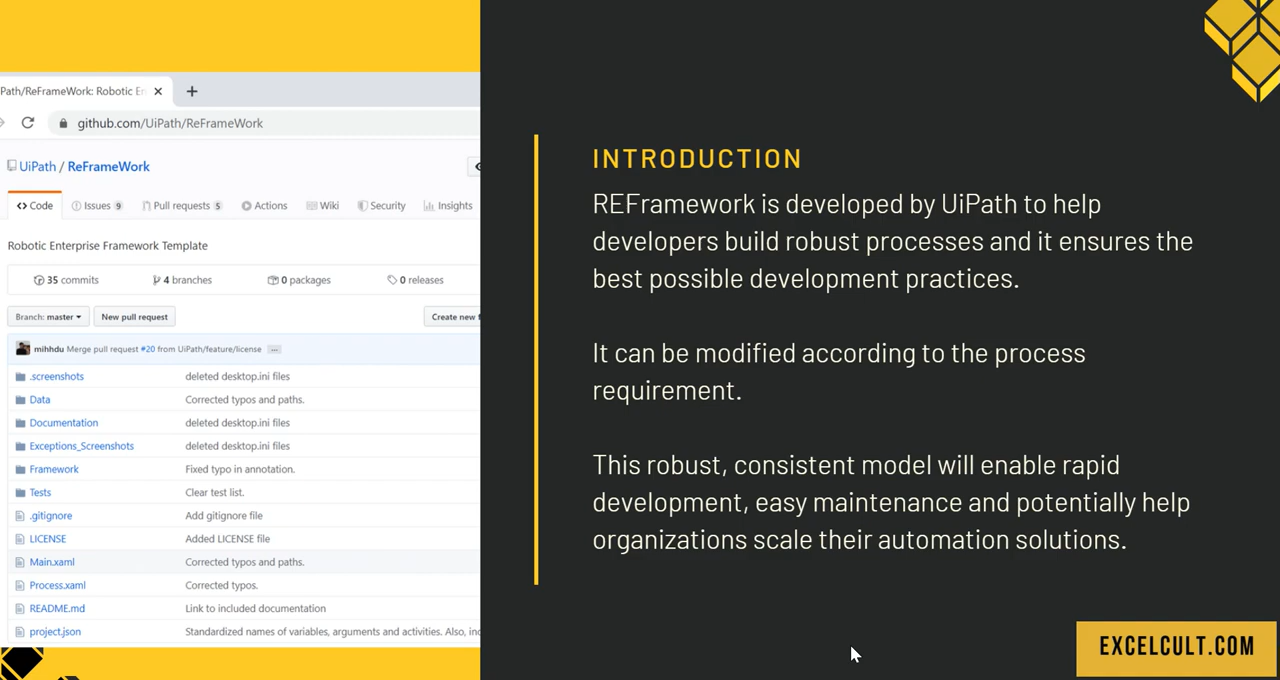 Path/ReFrameWork: Robotic En
github.com/UiPath/ReFrameWork
UiPath / ReFrameWork
Code Issues 9 Pull requests 5 Actions Wiki Security Insights
Robotic Enterprise Framework Template
35 commits 4 branches 0 packages 0 releases
Branch: master New pull request Create new f
mihhdu Merge pull request #20 from UiPath/feature/license ...
.screenshots deleted desktop.ini files
Data Corrected typos and paths.
Documentation deleted desktop.ini files
Exceptions_Screenshots deleted desktop.ini files
Framework Fixed typo in annotation.
Tests Clear test list.
.gitignore Add gitignore file
LICENSE Added LICENSE file
Main.xaml Corrected typos and paths.
Process.xaml Corrected typos.
README.md Link to included documentation
project.json Standardized names of variables, arguments and activities. Also, inc
INTRODUCTION
REFramework is developed by UiPath to help
developers build robust processes and it ensures the
best possible development practices.
It can be modified according to the process
requirement.
This robust, consistent model will enable rapid
development, easy maintenance and potentially help
organizations scale their automation solutions.
EXCELCULT.COM